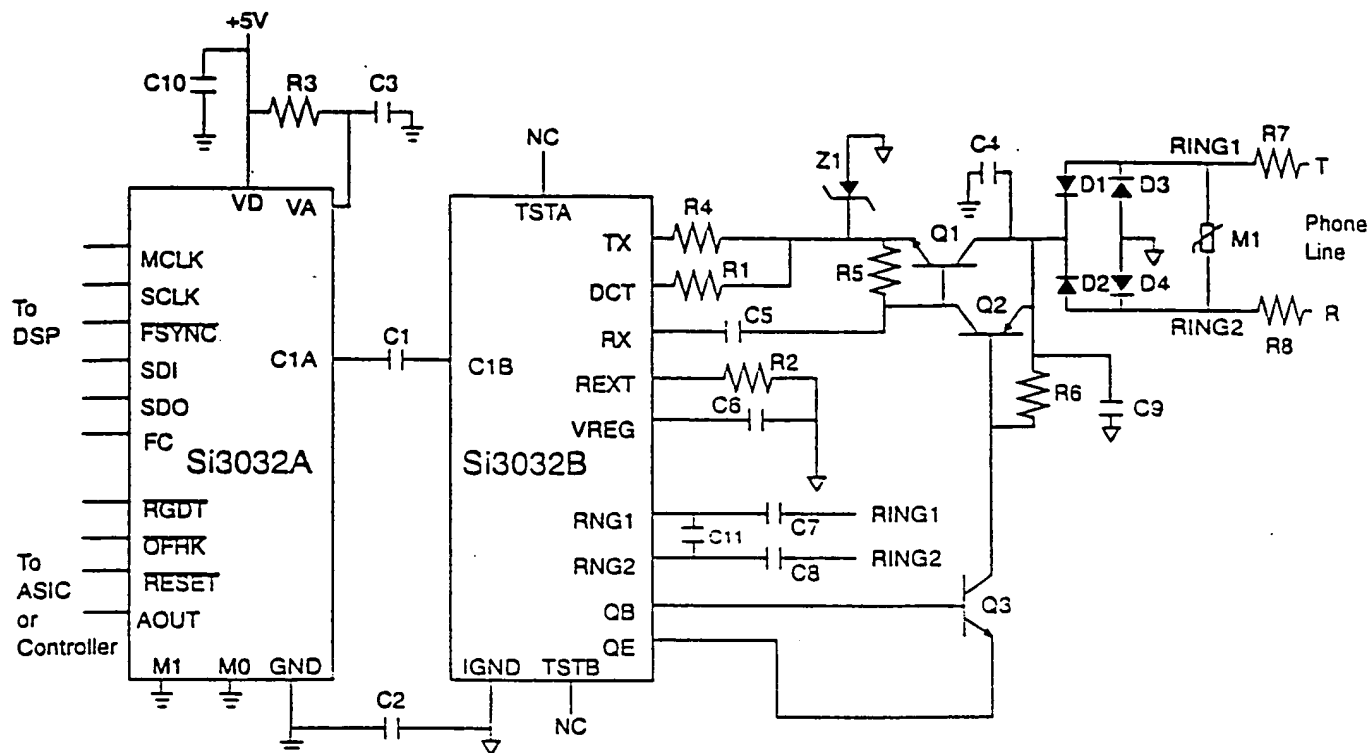 +5V
C10
R3
C3
NC
Z1
C4
RING1
R7
T
VD
VA
TSTA
R4
D1
D3
MCLK
TX
Q1
M1
Phone
Line
SCLK
R1
R5
To
DSP
FSYNC
DCT
Q2
D2
D4
C1
C5
RING2
R
SDI
C1A
C1B
RX
R8
SDO
REXT
R2
R6
C6
C9
FC
VREG
Si3032A
Si3032B
RGDT
RNG1
C7
RING1
C11
OFHK
RNG2
C8
RING2
To
ASIC
or
Controller
RESET
AOUT
QB
Q3
QE
M1
M0
GND
IGND
TSTB
C2
NC